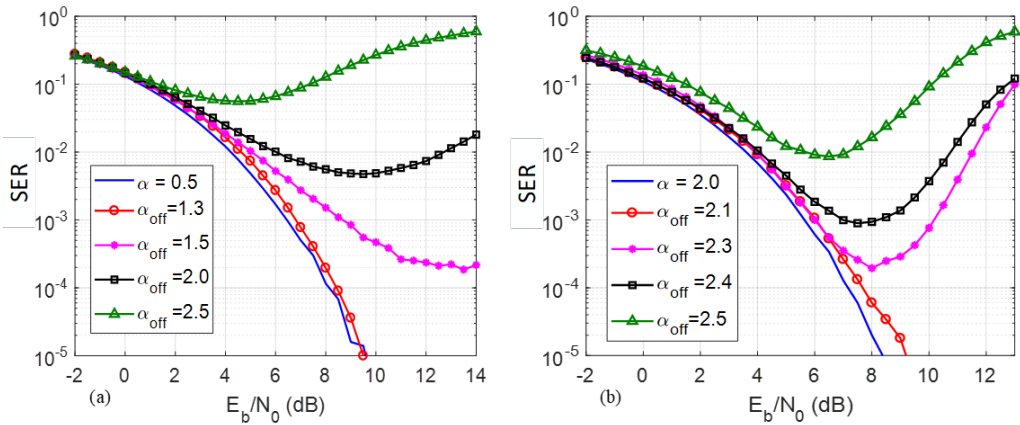 10^0
10^-1
10^-2
10^-3
10^-4
10^-5
SER
α = 0.5
α_off =1.3
α_off =1.5
α_off =2.0
α_off =2.5
-2 0 2 4 6 8 10 12 14
(a)
E_b/N_0 (dB)
10^0
10^-1
10^-2
10^-3
10^-4
10^-5
SER
α = 2.0
α_off =2.1
α_off =2.3
α_off =2.4
α_off=2.5
-2 0 2 4 6 8 10 12
(b)
E_b/N_0 (dB)